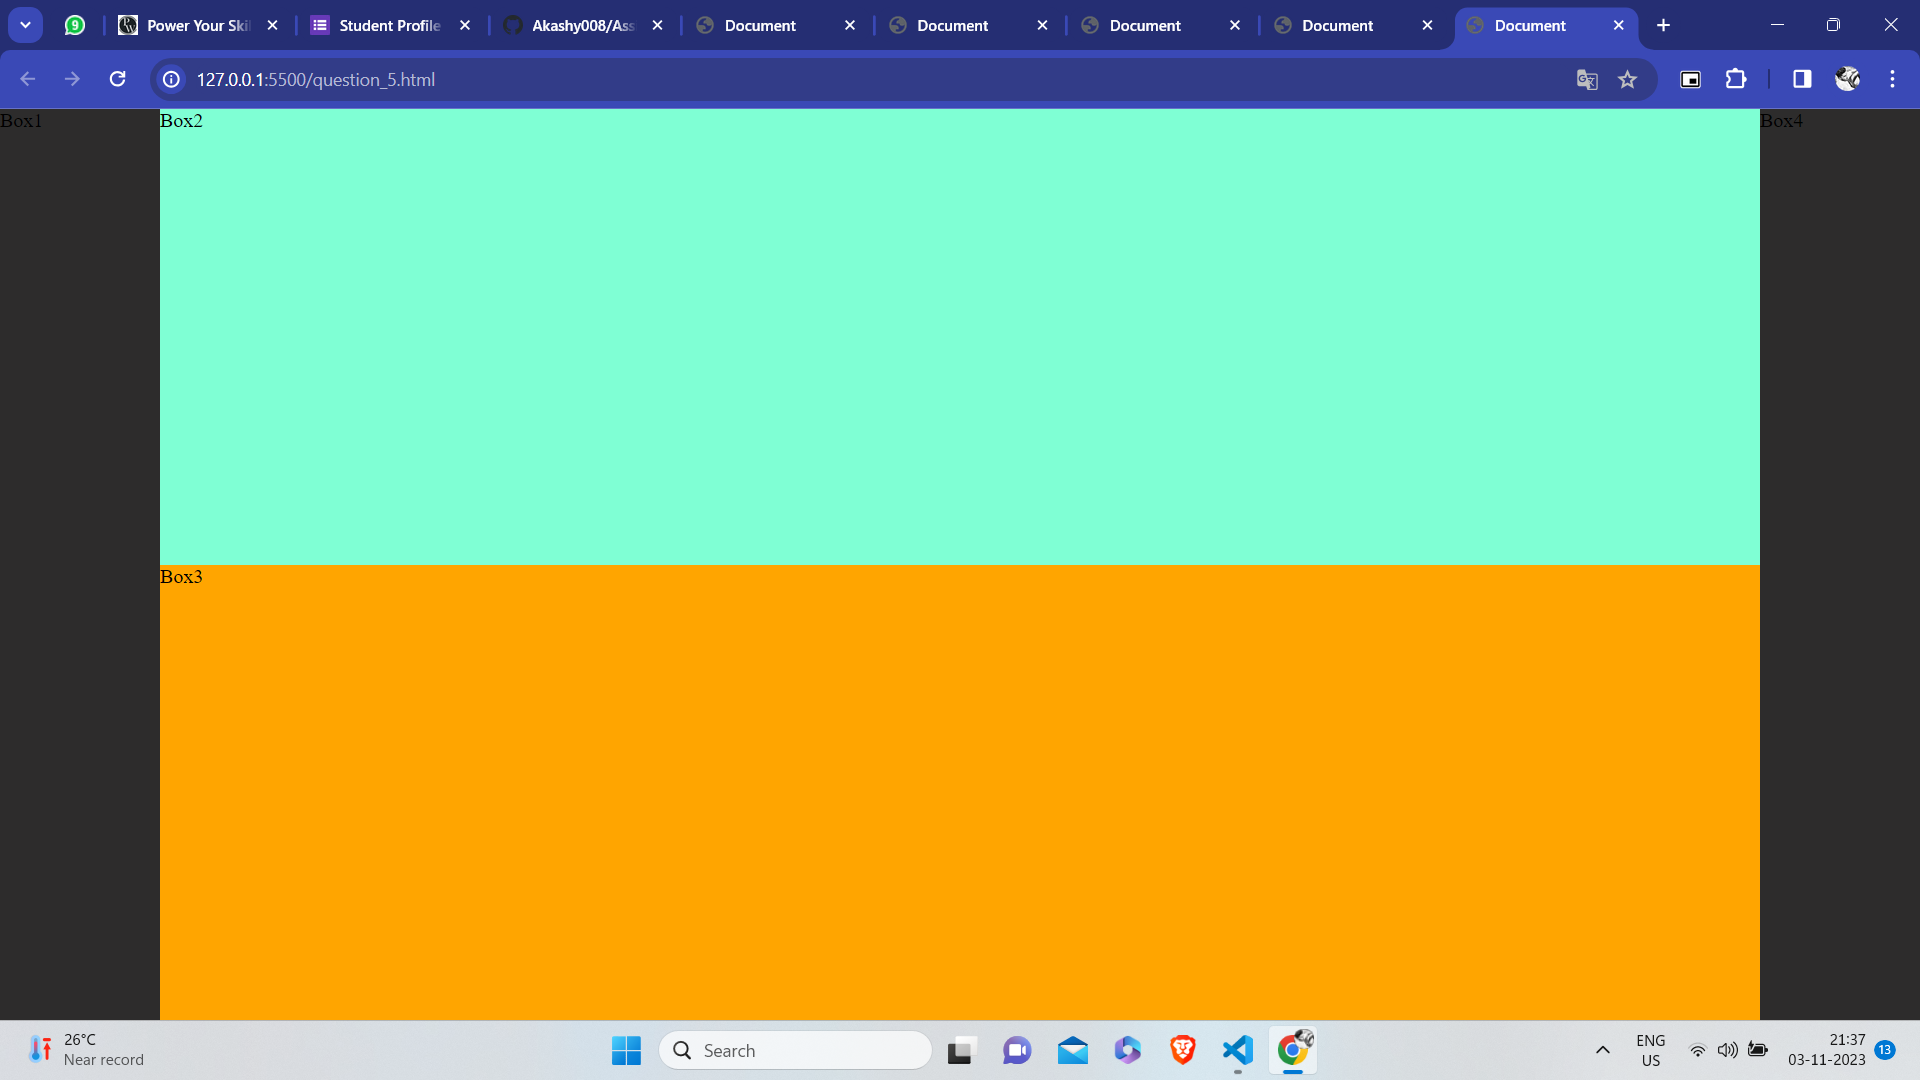 9
Power Your Ski
Student Profile
Akashy008/Ass
Document
Document
Document
Document
Document
127.0.0.1:5500/question_5.html
Box1
Box2
Box4
Box3
26°C
Near record
Search
ENG
US
21:37
03-11-2023
13